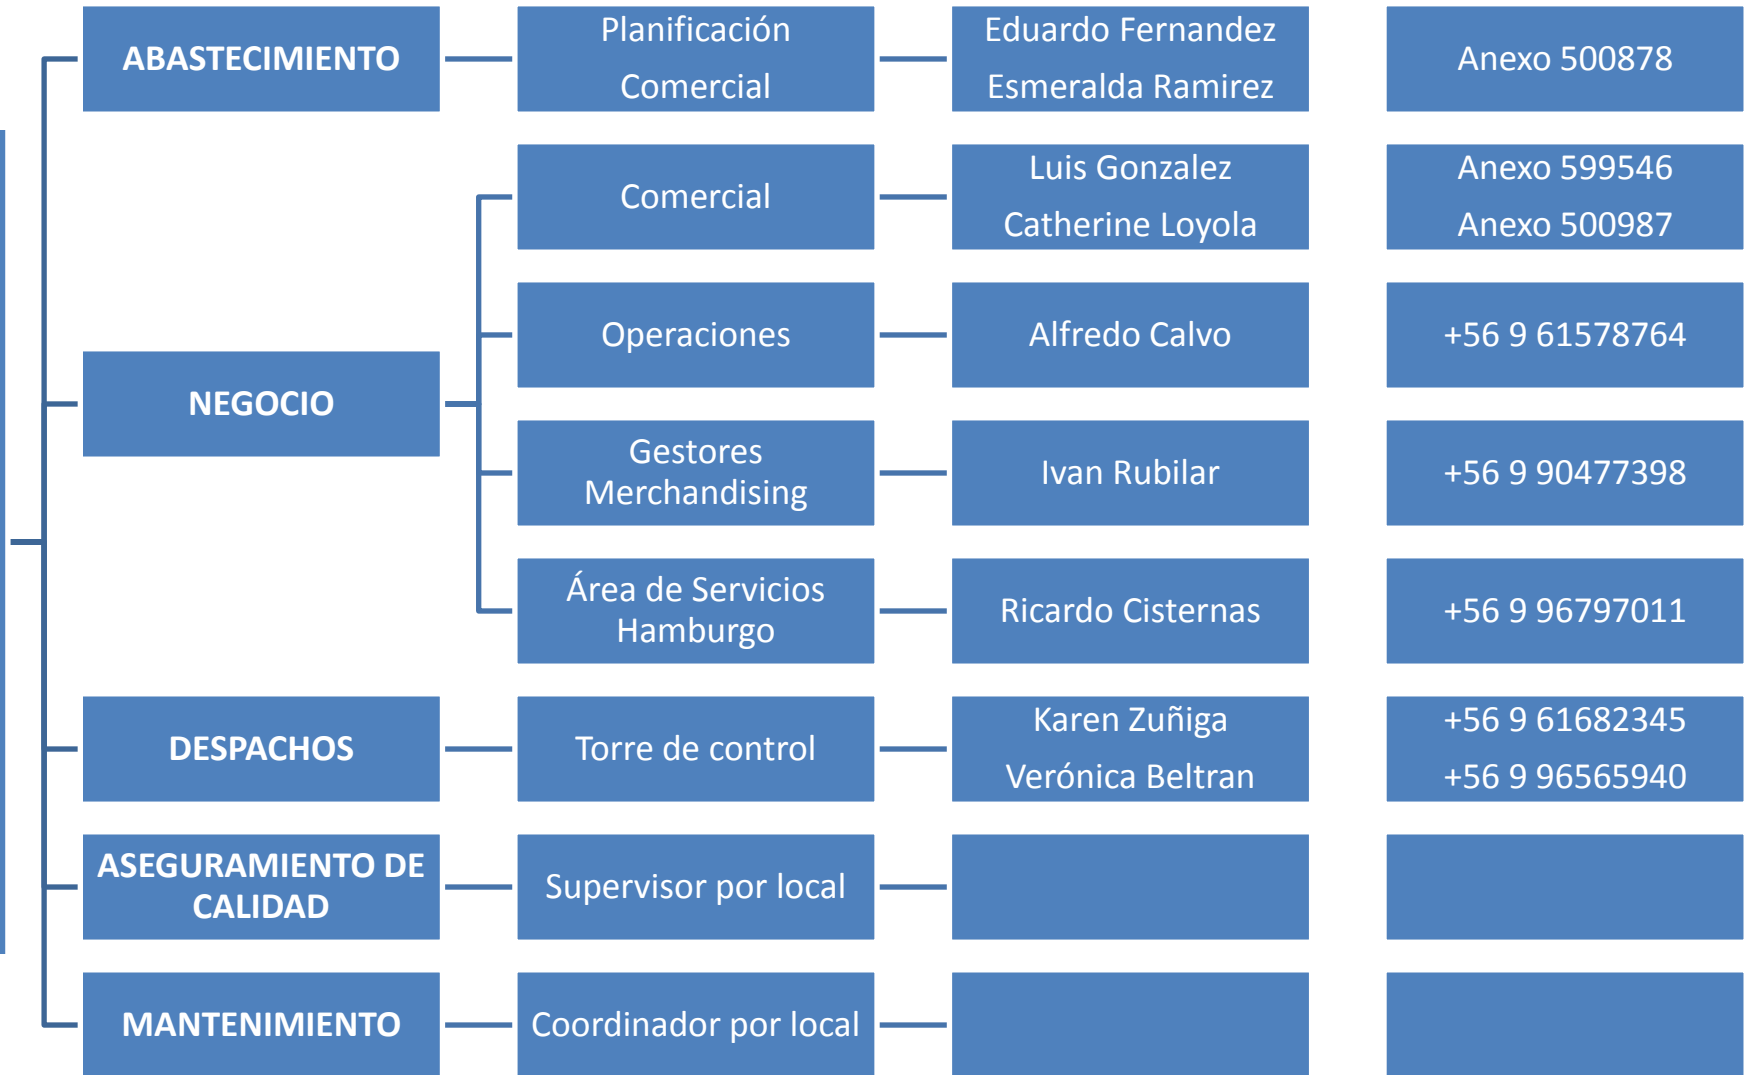 ABASTECIMIENTO
Planificación
Comercial
Eduardo Fernandez
Esmeralda Ramirez
Anexo 500878
NEGOCIO
Comercial
Luis Gonzalez
Catherine Loyola
Anexo 599546
Anexo 500987
Operaciones
Alfredo Calvo
+56 9 61578764
Gestores
Merchandising
Ivan Rubilar
+56 9 90477398
Área de Servicios
Hamburgo
Ricardo Cisternas
+56 9 96797011
DESPACHOS
Torre de control
Karen Zuñiga
Verónica Beltran
+56 9 61682345
+56 9 96565940
ASEGURAMIENTO DE
CALIDAD
Supervisor por local
MANTENIMIENTO
Coordinador por local